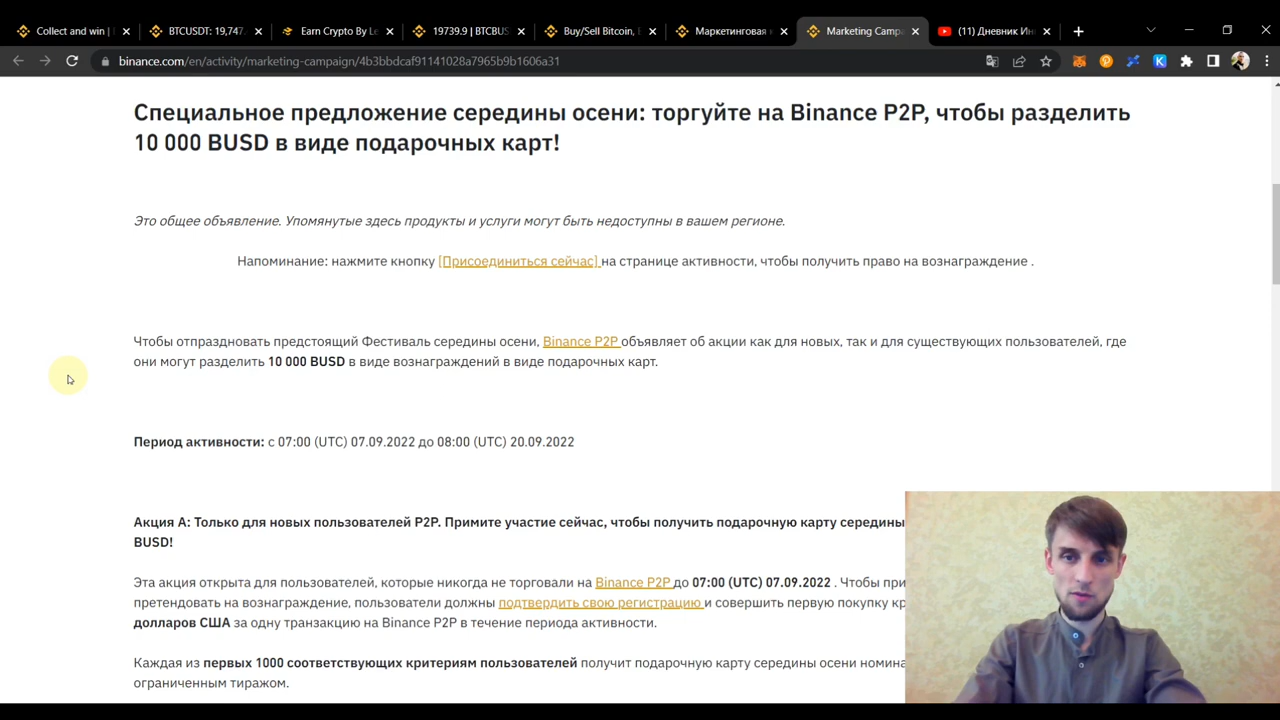 Collect and win |
BTCUSDT: 19,747.
Earn Crypto By Le
19739.9 | BTCBUS
Buy/Sell Bitcoin, E
Маркетинговая к
Marketing Campa
(11) Дневник Ин
binance.com/en/activity/marketing-campaign/4b3bbdcaf91141028a7965b9b1606a31
Специальное предложение середины осени: торгуйте на Binance P2P, чтобы разделить
10 000 BUSD в виде подарочных карт!
Это общее объявление. Упомянутые здесь продукты и услуги могут быть недоступны в вашем регионе.
Напоминание: нажмите кнопку [Присоединиться сейчас] на странице активности, чтобы получить право на вознаграждение .
Чтобы отпраздновать предстоящий Фестиваль середины осени, Binance P2P объявляет об акции как для новых, так и для существующих пользователей, где
они могут разделить 10 000 BUSD в виде вознаграждений в виде подарочных карт.
Период активности: с 07:00 (UTC) 07.09.2022 до 08:00 (UTC) 20.09.2022
Акция А: Только для новых пользователей P2P. Примите участие сейчас, чтобы получить подарочную карту середины
BUSD!
Эта акция открыта для пользователей, которые никогда не торговали на Binance P2P до 07:00 (UTC) 07.09.2022 . Чтобы при
претендовать на вознаграждение, пользователи должны подтвердить свою регистрацию и совершить первую покупку кр
долларов США за одну транзакцию на Binance P2P в течение периода активности.
Каждая из первых 1000 соответствующих критериям пользователей получит подарочную карту середины осени номина
ограниченным тиражом.